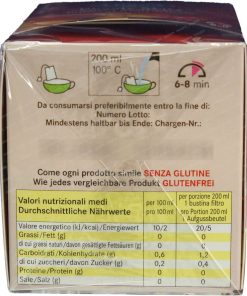 200 ml
100° C
6-8 min
Da consumarsi preferibilmente entro la fine di:
Numero Lotto:
Mindestens haltbar bis Ende: Chargen-Nr.:
Come ogni prodotto simile SENZA GLUTINE
Wie jedes vergleichbare Produkt GLUTENFREI
Valori nutrizionali medi
Durchschnittliche Nährwerte
per 100 ml
pro 100 ml
per porzione 200 ml
1 bustina filtro
pro Portion 200 ml
1 Aufgussbeutel
Valore energetico (kJ/kcal)/Energiewert 10/2 20/5
Grassi/Fett (g) 0 0
di cui grassi saturi/davon gesättigte Fettsäuren (g) 0 0
Carboidrati/Kohlenhydrate (g) 0,6 1,2
di cui zuccheri/davon Zucker (g) 0,2 0,4
Proteine/Protein (g) 0 0
Sale/Salz (g) 0 0